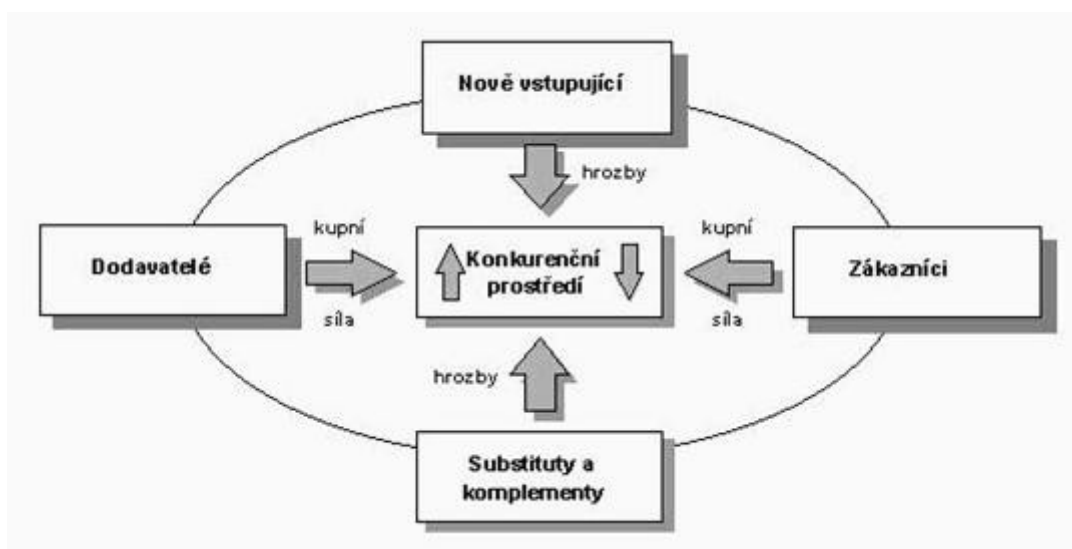 Nově vstupující
hrozby
kupní
kupní
Dodavatelé
Konkurenční
prostředí
Zákazníci
síla
síla
hrozby
Substituty a
komplementy